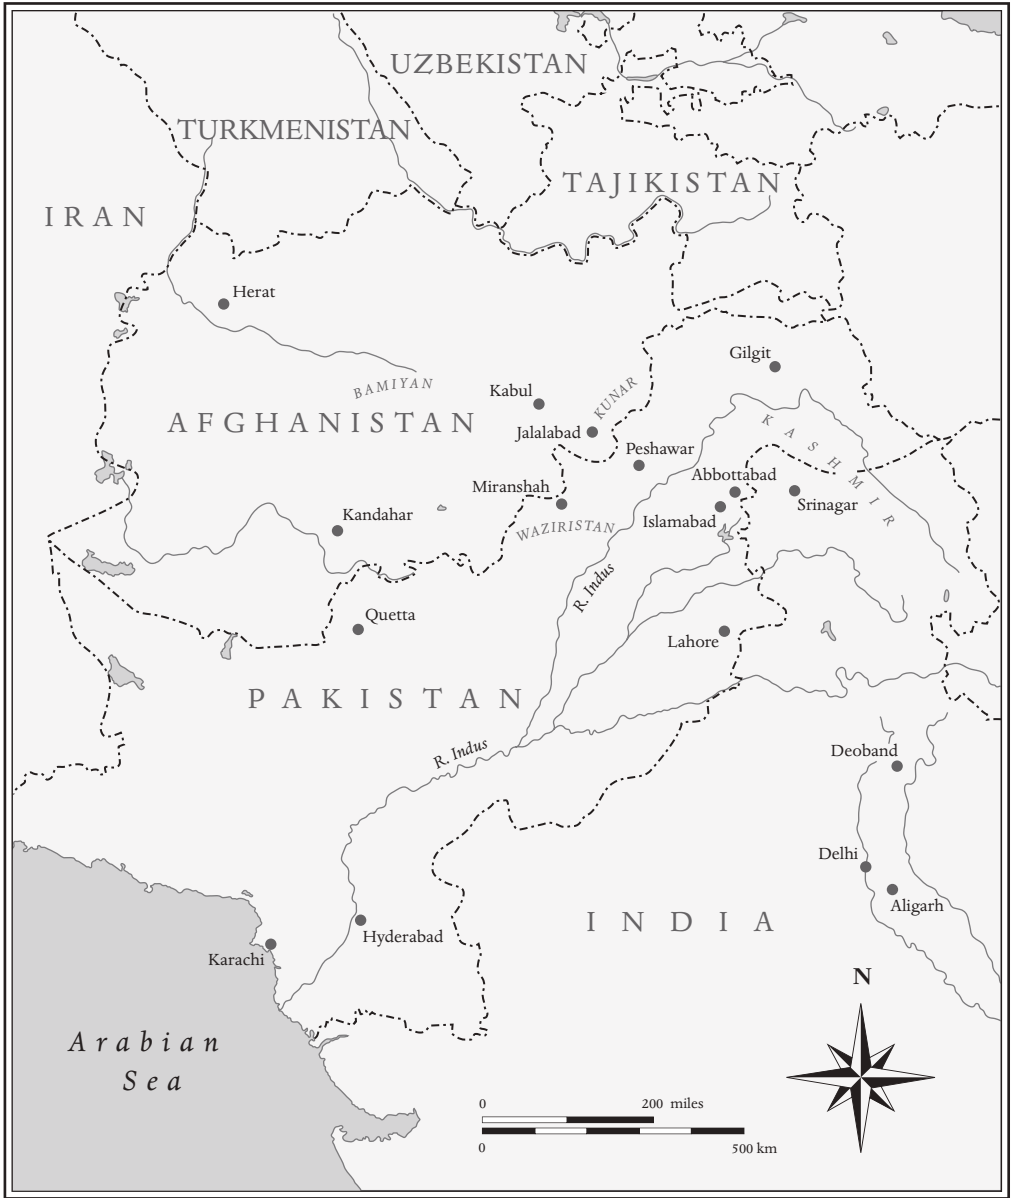 UZBEKISTAN
TURKMENISTAN
TAJIKISTAN
IRAN
Herat
Gilgit
BAMIYAN
Kabul
KUNAR
AFGHANISTAN
KASHMIR
Jalalabad
Peshawar
Abbottabad
Miranshah
Srinagar
Kandahar
Islamabad
WAZIRISTAN
R. Indus
Quetta
Lahore
PAKISTAN
R. Indus
Deoband
Delhi
Aligarh
INDIA
Hyderabad
Karachi
N
Arabian
Sea
0 200 miles
0 500 km